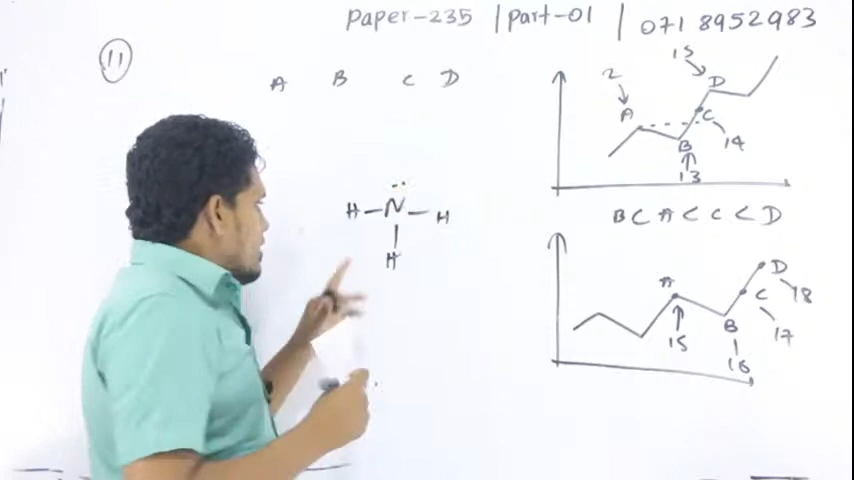 Paper-235 | Part-01 | 071 8952983
11
A B C D
15
2
D
A
C
B
14
13
B < A < C < D
H-N-H
H
D
A
18
C
B
17
15
16